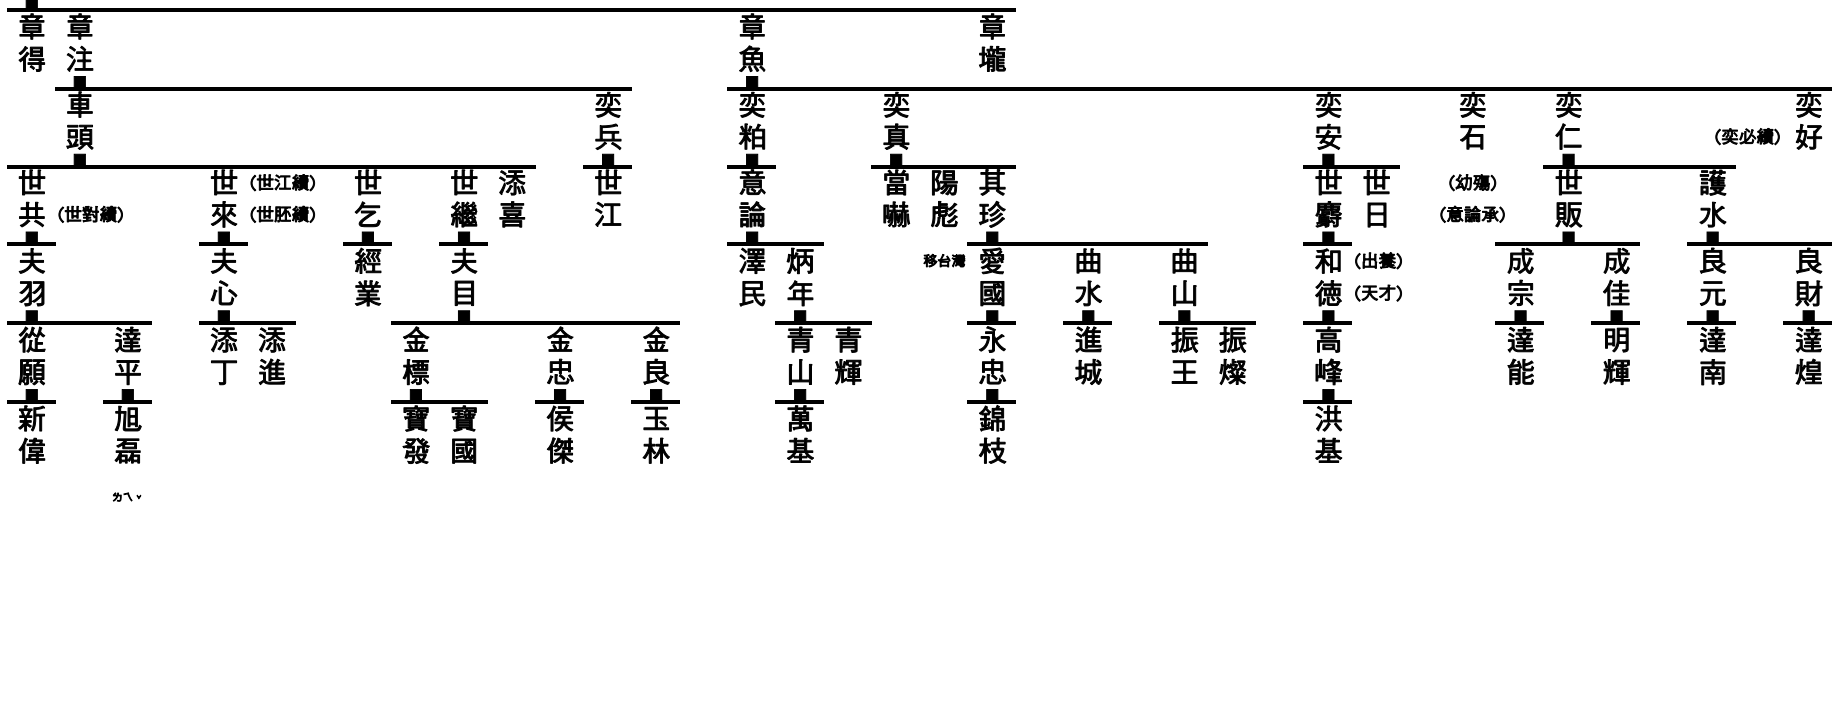 章得 章注 章魚 章壠
車頭 奕兵 奕粕 奕真 奕安 奕石 奕仁 (奕必續) 奕好
世共 (世對續) 世來 (世江續) (世胚續) 世乞 世繼 添喜 世江 意論 當嚇 陽彪 其珍 世麝 世日 (幼殤) (意論承) 世販 護水
夫羽 夫心 經業 夫目 澤民 炳年 移台灣 愛國 曲水 曲山 和德 (出養) (天才) 成宗 成佳 良元 良財
從願 達平 添丁 添進 金標 金忠 金良 青山 青輝 永忠 進城 振王 振燦 高峰 達能 明輝 達南 達煌
新偉 旭磊 寶發 寶國 侯傑 玉林 萬基 錦枝 洪基
ㄌㄟˇ